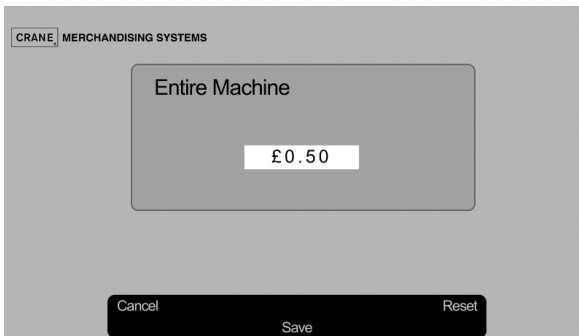 CRANE® MERCHANDISING SYSTEMS
Entire Machine
£0.50
Cancel Reset
Save